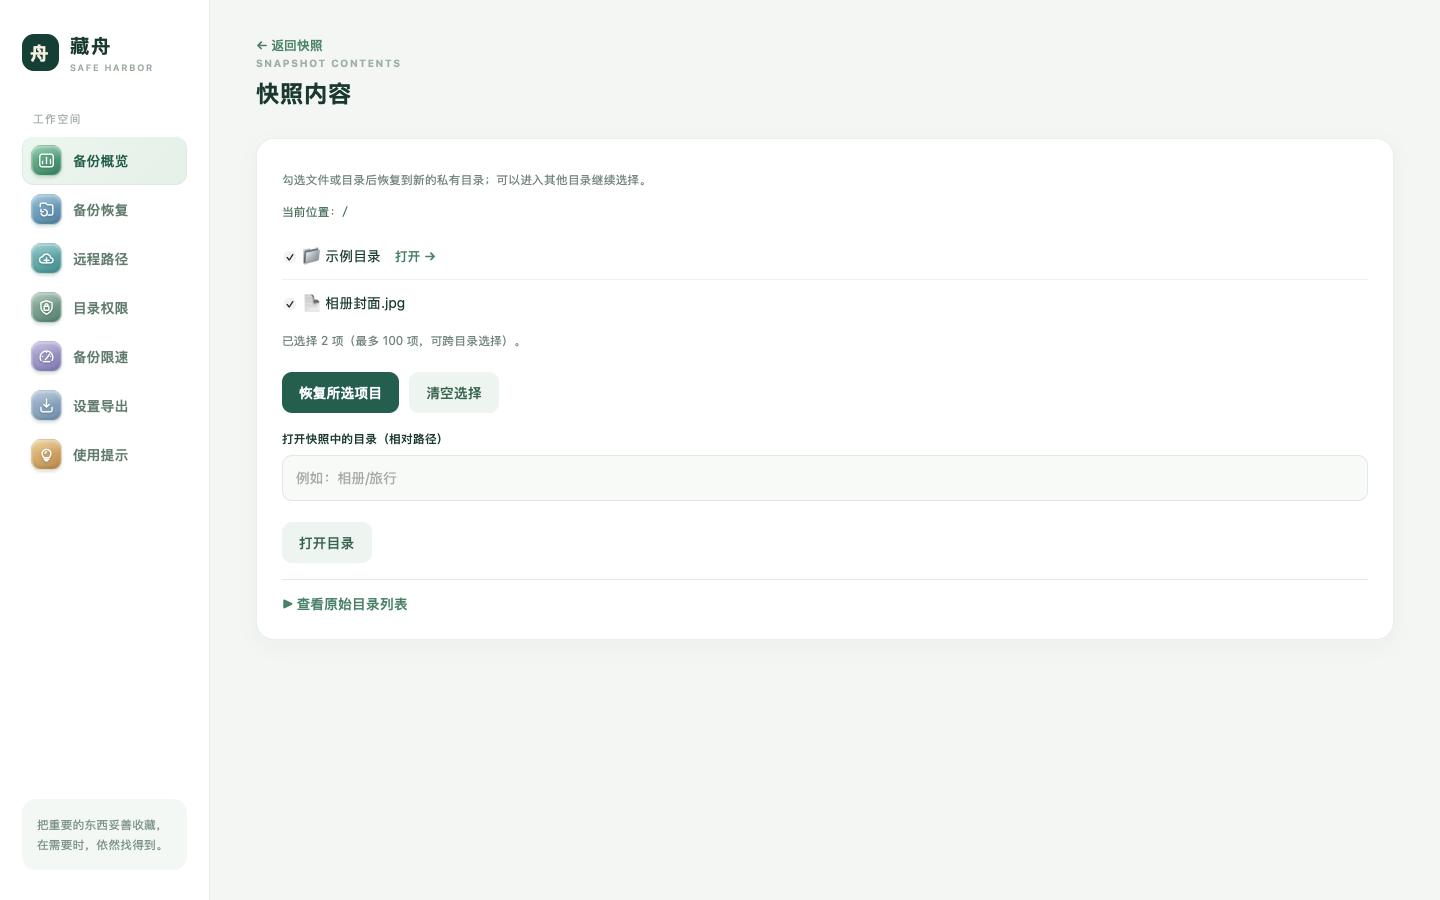 舟
藏舟
SAFE HARBOR
工作空间
备份概览
备份恢复
远程路径
目录权限
备份限速
设置导出
使用提示
把重要的东西妥善收藏，
在需要时，依然找得到。
← 返回快照
SNAPSHOT CONTENTS
快照内容
勾选文件或目录后恢复到新的私有目录；可以进入其他目录继续选择。
当前位置：/
示例目录 打开 →
相册封面.jpg
已选择 2 项（最多 100 项，可跨目录选择）。
恢复所选项目 清空选择
打开快照中的目录（相对路径）
例如：相册/旅行
打开目录
▶ 查看原始目录列表